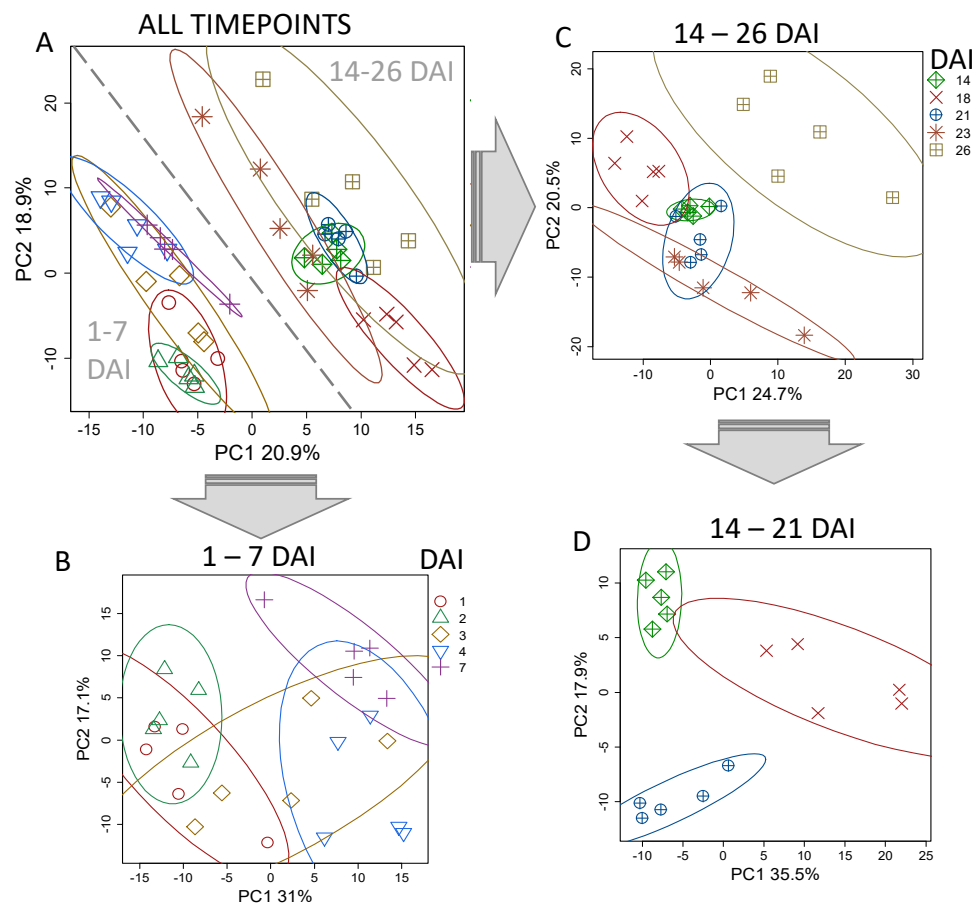 ALL TIMEPOINTS
A
14-26 DAI
1-7
DAI
PC2 18.9%
-10 0 10 20
-15 -10 -5 0 5 10 15
PC1 20.9%
C
14 – 26 DAI
DAI
14
18
21
23
26
PC2 20.5%
-20 -10 0 10 20
-10 0 10 20 30
PC1 24.7%
B
1 – 7 DAI
DAI
1
2
3
4
7
PC2 17.1%
-10 -5 0 5 10 15
-15 -10 -5 0 5 10 15
PC1 31%
D
14 – 21 DAI
PC2 17.9%
-10 -5 0 5 10
-10 -5 0 5 10 15 20 25
PC1 35.5%